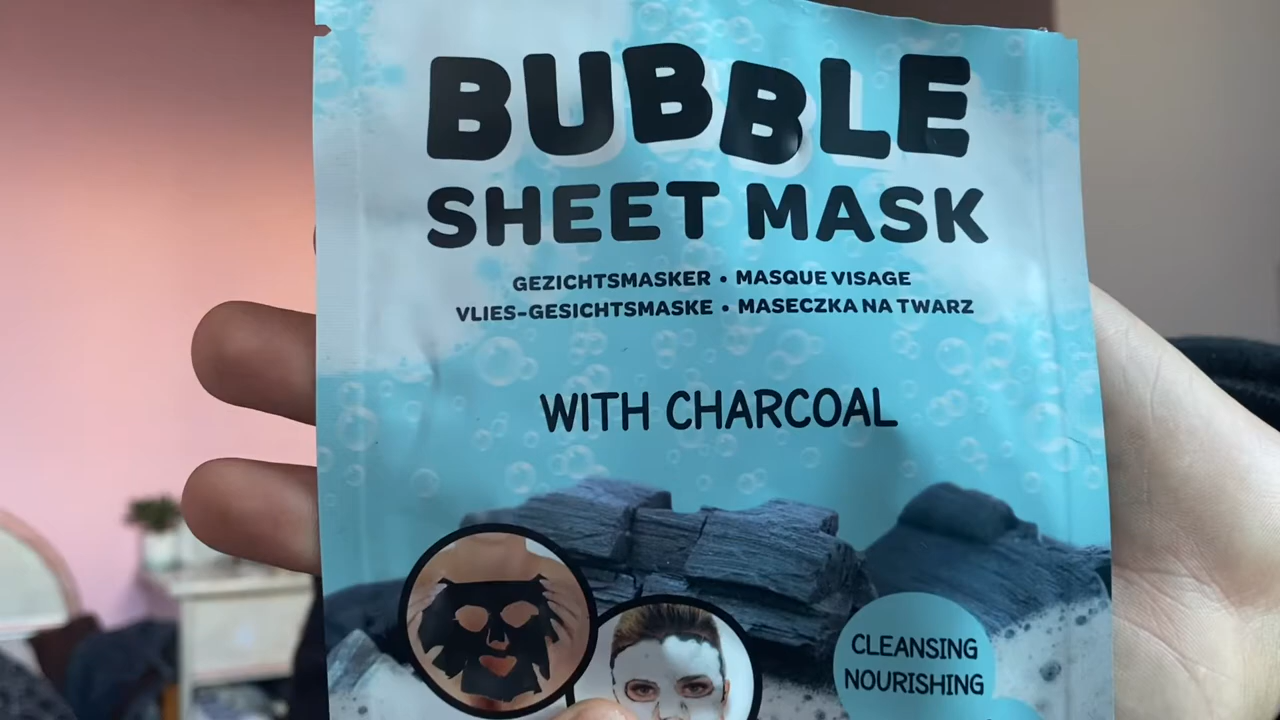 BUBBLE
SHEET MASK
GEZICHTSMASKER • MASQUE VISAGE
VLIES-GESICHTSMASKE • MASECZKA NA TWARZ
WITH CHARCOAL
CLEANSING
NOURISHING